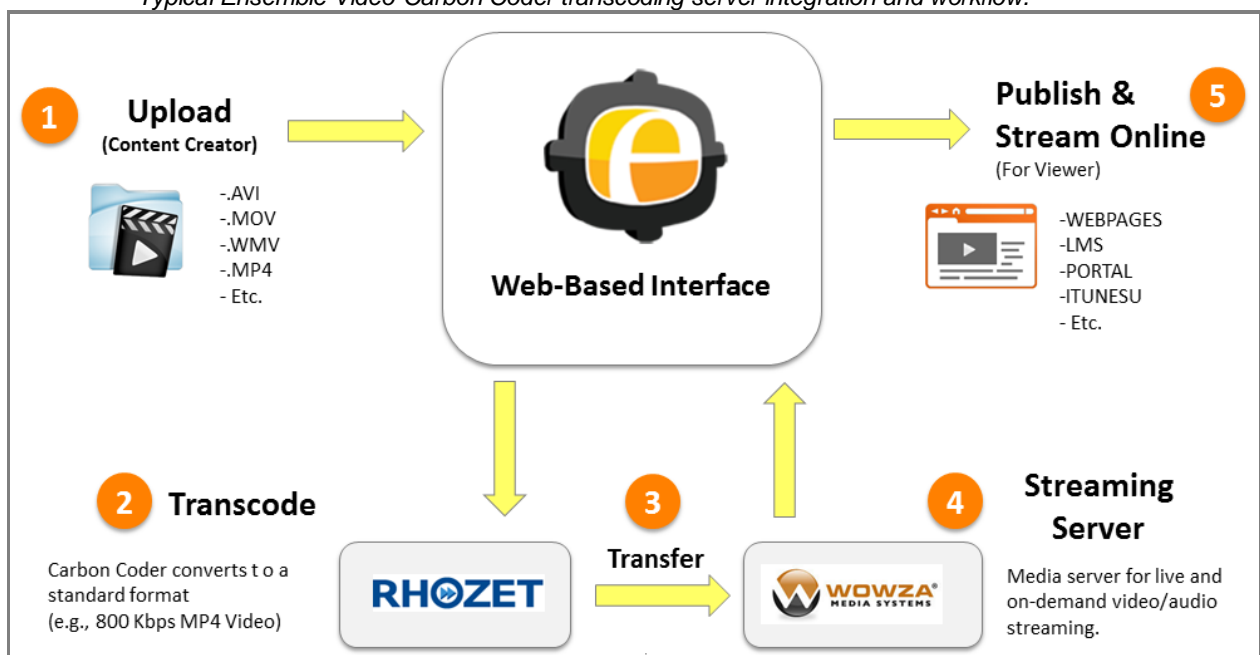 Typical Ensemble Video-Carbon Coder transcoding server integration and workflow.
1
Upload
(Content Creator)
-.AVI
-.MOV
-.WMV
-.MP4
- Etc.
e
Web-Based Interface
Publish &
Stream Online
(For Viewer)
5
-WEBPAGES
-LMS
-PORTAL
-ITUNESU
- Etc.
2
Transcode
Carbon Coder converts t o a
standard format
(e.g., 800 Kbps MP4 Video)
RHOZET
3
Transfer
WOWZA®
MEDIA SYSTEMS
4
Streaming
Server
Media server for live and
on-demand video/audio
streaming.